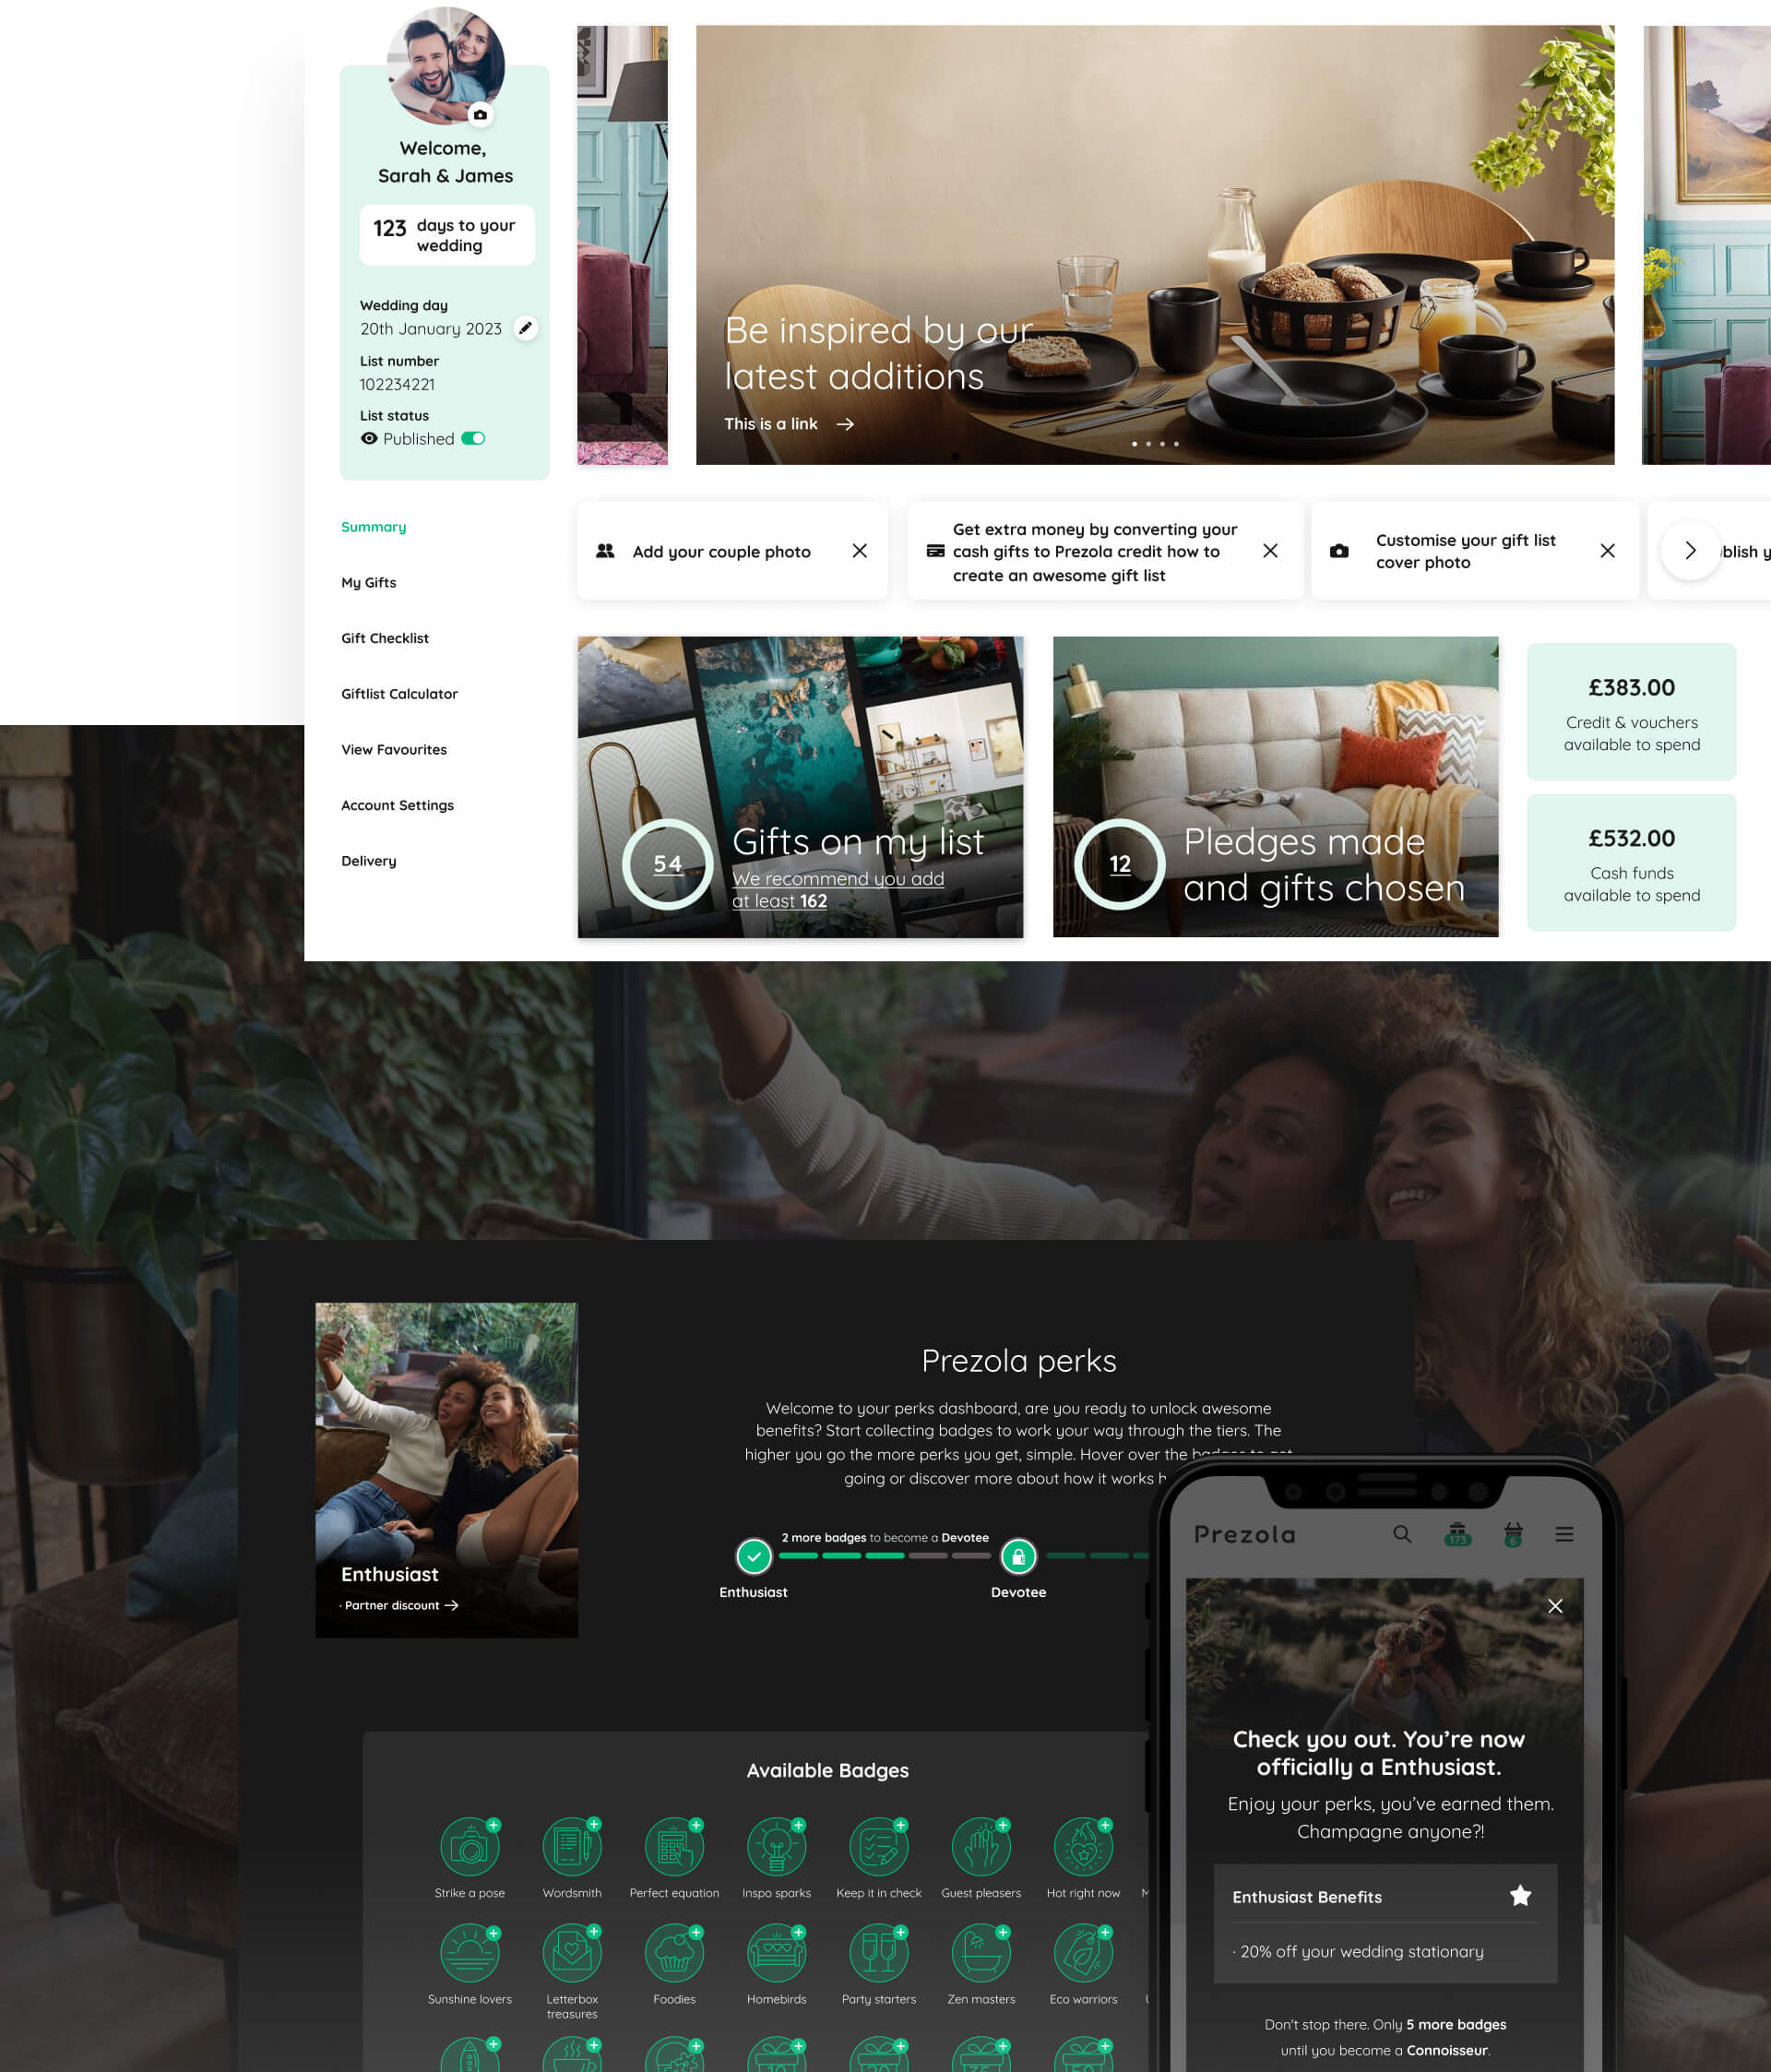 Welcome,
Sarah & James
123 days to your
wedding
Wedding day
20th January 2023
List number
102234221
List status
Published
Summary
My Gifts
Gift Checklist
Giftlist Calculator
View Favourites
Account Settings
Delivery
Be inspired by our
latest additions
This is a link
Add your couple photo
Get extra money by converting your
cash gifts to Prezola credit how to
create an awesome gift list
Customise your gift list
cover photo
54
Gifts on my list
We recommend you add
at least 162
12
Pledges made
and gifts chosen
£383.00
Credit & vouchers
available to spend
£532.00
Cash funds
available to spend
Enthusiast
· Partner discount
Prezola perks
Welcome to your perks dashboard, are you ready to unlock awesome
benefits? Start collecting badges to work your way through the tiers. The
higher you go the more perks you get, simple. Hover over the badges to get
going or discover more about how it works
2 more badges to become a Devotee
Enthusiast
Devotee
Available Badges
Strike a pose
Wordsmith
Perfect equation
Inspo sparks
Keep it in check
Guest pleasers
Hot right now
Sunshine lovers
Letterbox
treasures
Foodies
Homebirds
Party starters
Zen masters
Eco warriors
Prezola
173
6
Check you out. You’re now
officially a Enthusiast.
Enjoy your perks, you’ve earned them.
Champagne anyone?!
Enthusiast Benefits
· 20% off your wedding stationary
Don't stop there. Only 5 more badges
until you become a Connoisseur.